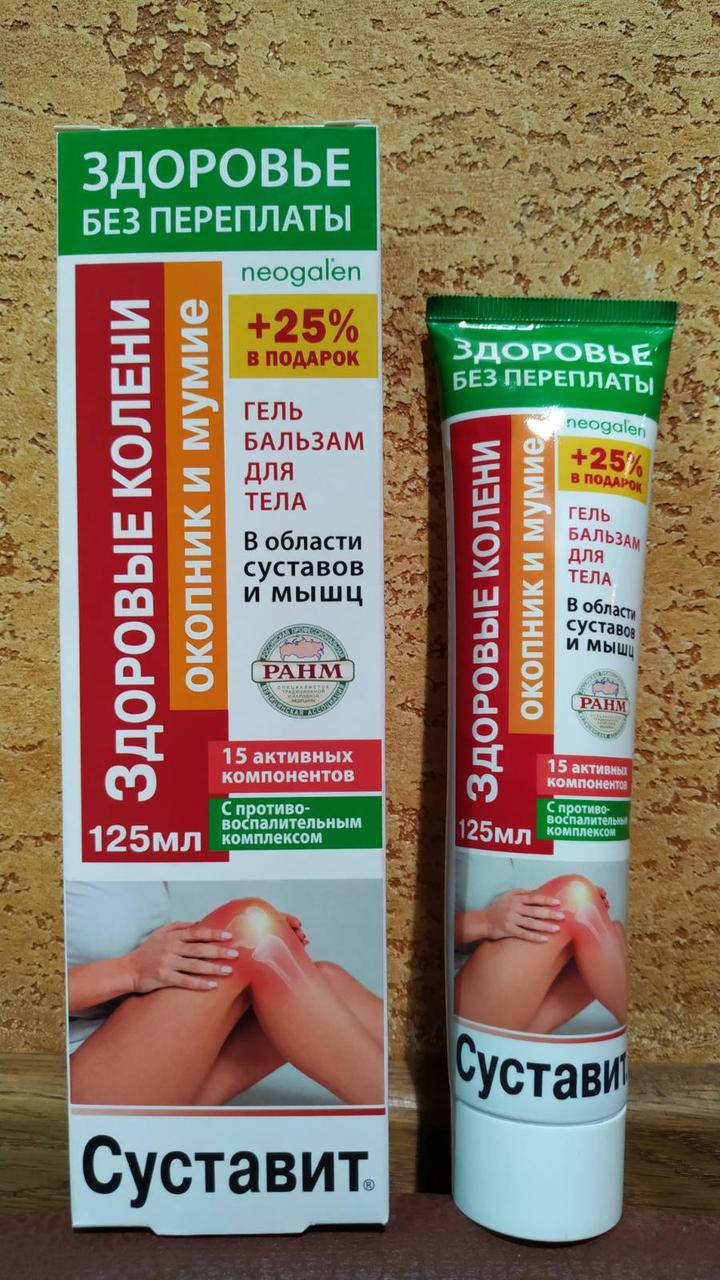 ЗДОРОВЬЕ
БЕЗ ПЕРЕПЛАТЫ
neogalen
+25%
В ПОДАРОК
ЗДОРОВЫЕ КОЛЕНИ
ОКОПНИК И МУМИЕ
ГЕЛЬ
БАЛЬЗАМ
ДЛЯ
ТЕЛА
В области
суставов
и мышц
РАНМ
15 активных
компонентов
125мл
С противо-
воспалительным
комплексом
Суставит®
ЗДОРОВЬЕ
БЕЗ ПЕРЕПЛАТЫ
neogalen
+25%
В ПОДАРОК
ЗДОРОВЫЕ КОЛЕНИ
ОКОПНИК И МУМИЕ
ГЕЛЬ
БАЛЬЗАМ
ДЛЯ
ТЕЛА
В области
суставов
и мышц
РАНМ
15 активных
компонентов
125мл
С противо-
воспалительным
комплексом
Суставит